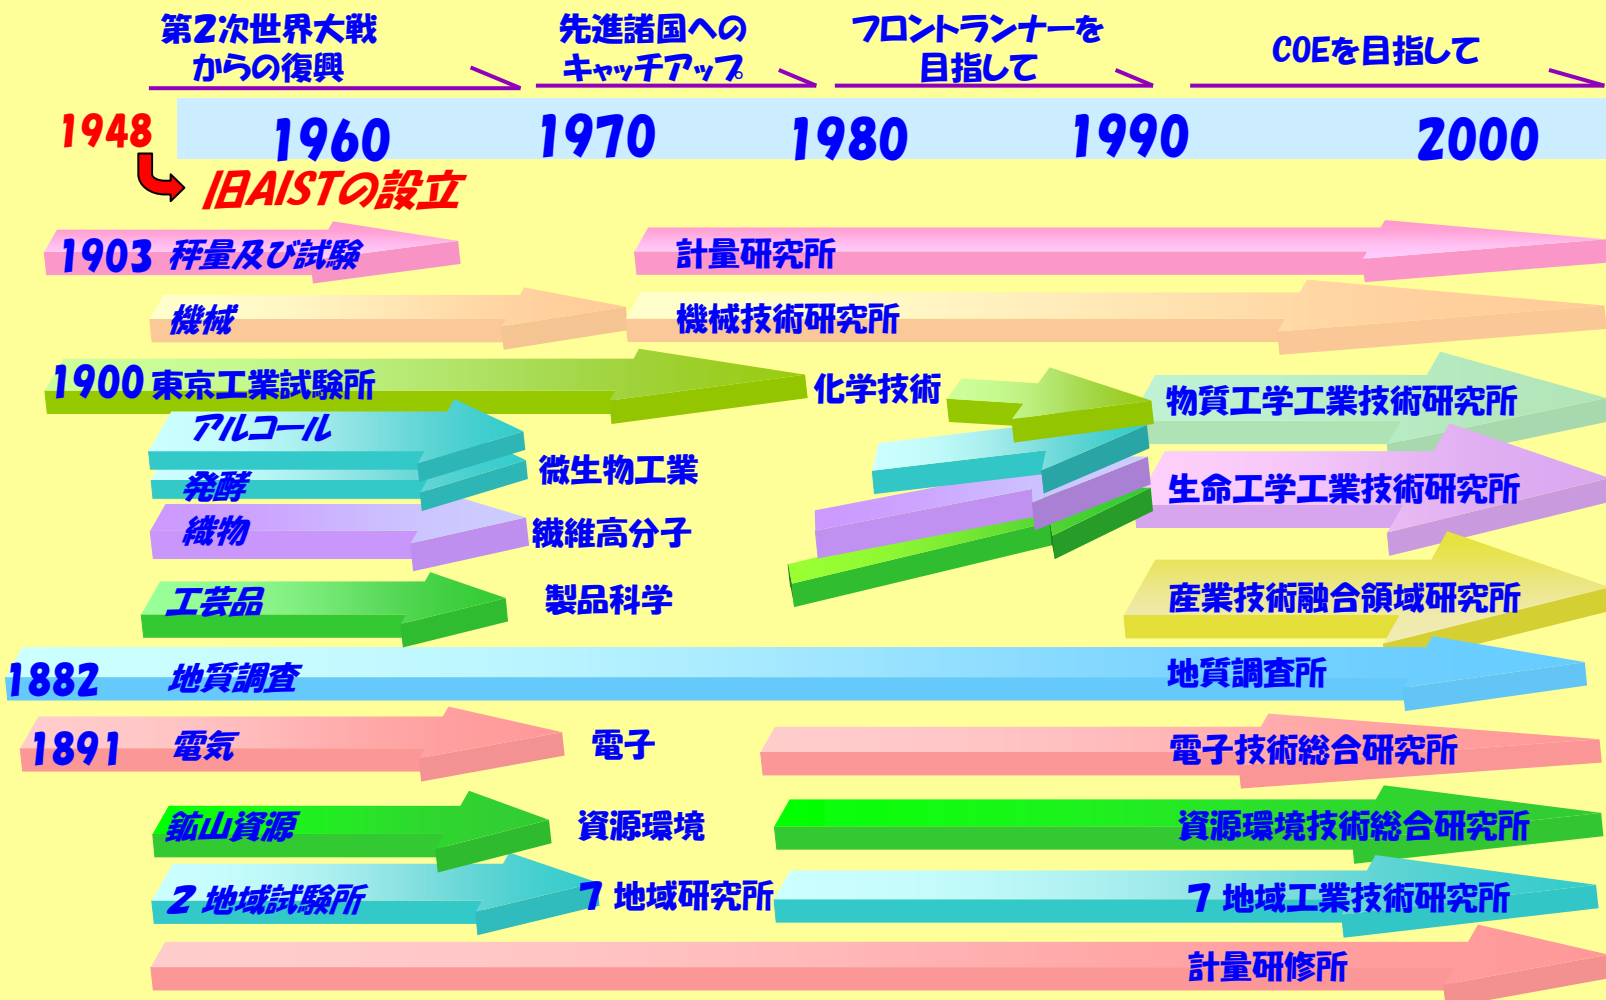 第2次世界大戦
からの復興
先進諸国への
キャッチアップ
フロントランナーを
目指して
COEを目指して
1948
1960
1970
1980
1990
2000
旧AISTの設立
1903 秤量及び試験
計量研究所
機械
機械技術研究所
1900 東京工業試験所
化学技術
物質工学工業技術研究所
アルコール
発酵
微生物工業
織物
繊維高分子
生命工学工業技術研究所
工芸品
製品科学
産業技術融合領域研究所
1882 地質調査
地質調査所
1891 電気
電子
電子技術総合研究所
鉱山資源
資源環境
資源環境技術総合研究所
2 地域試験所
7 地域研究所
7 地域工業技術研究所
計量研修所